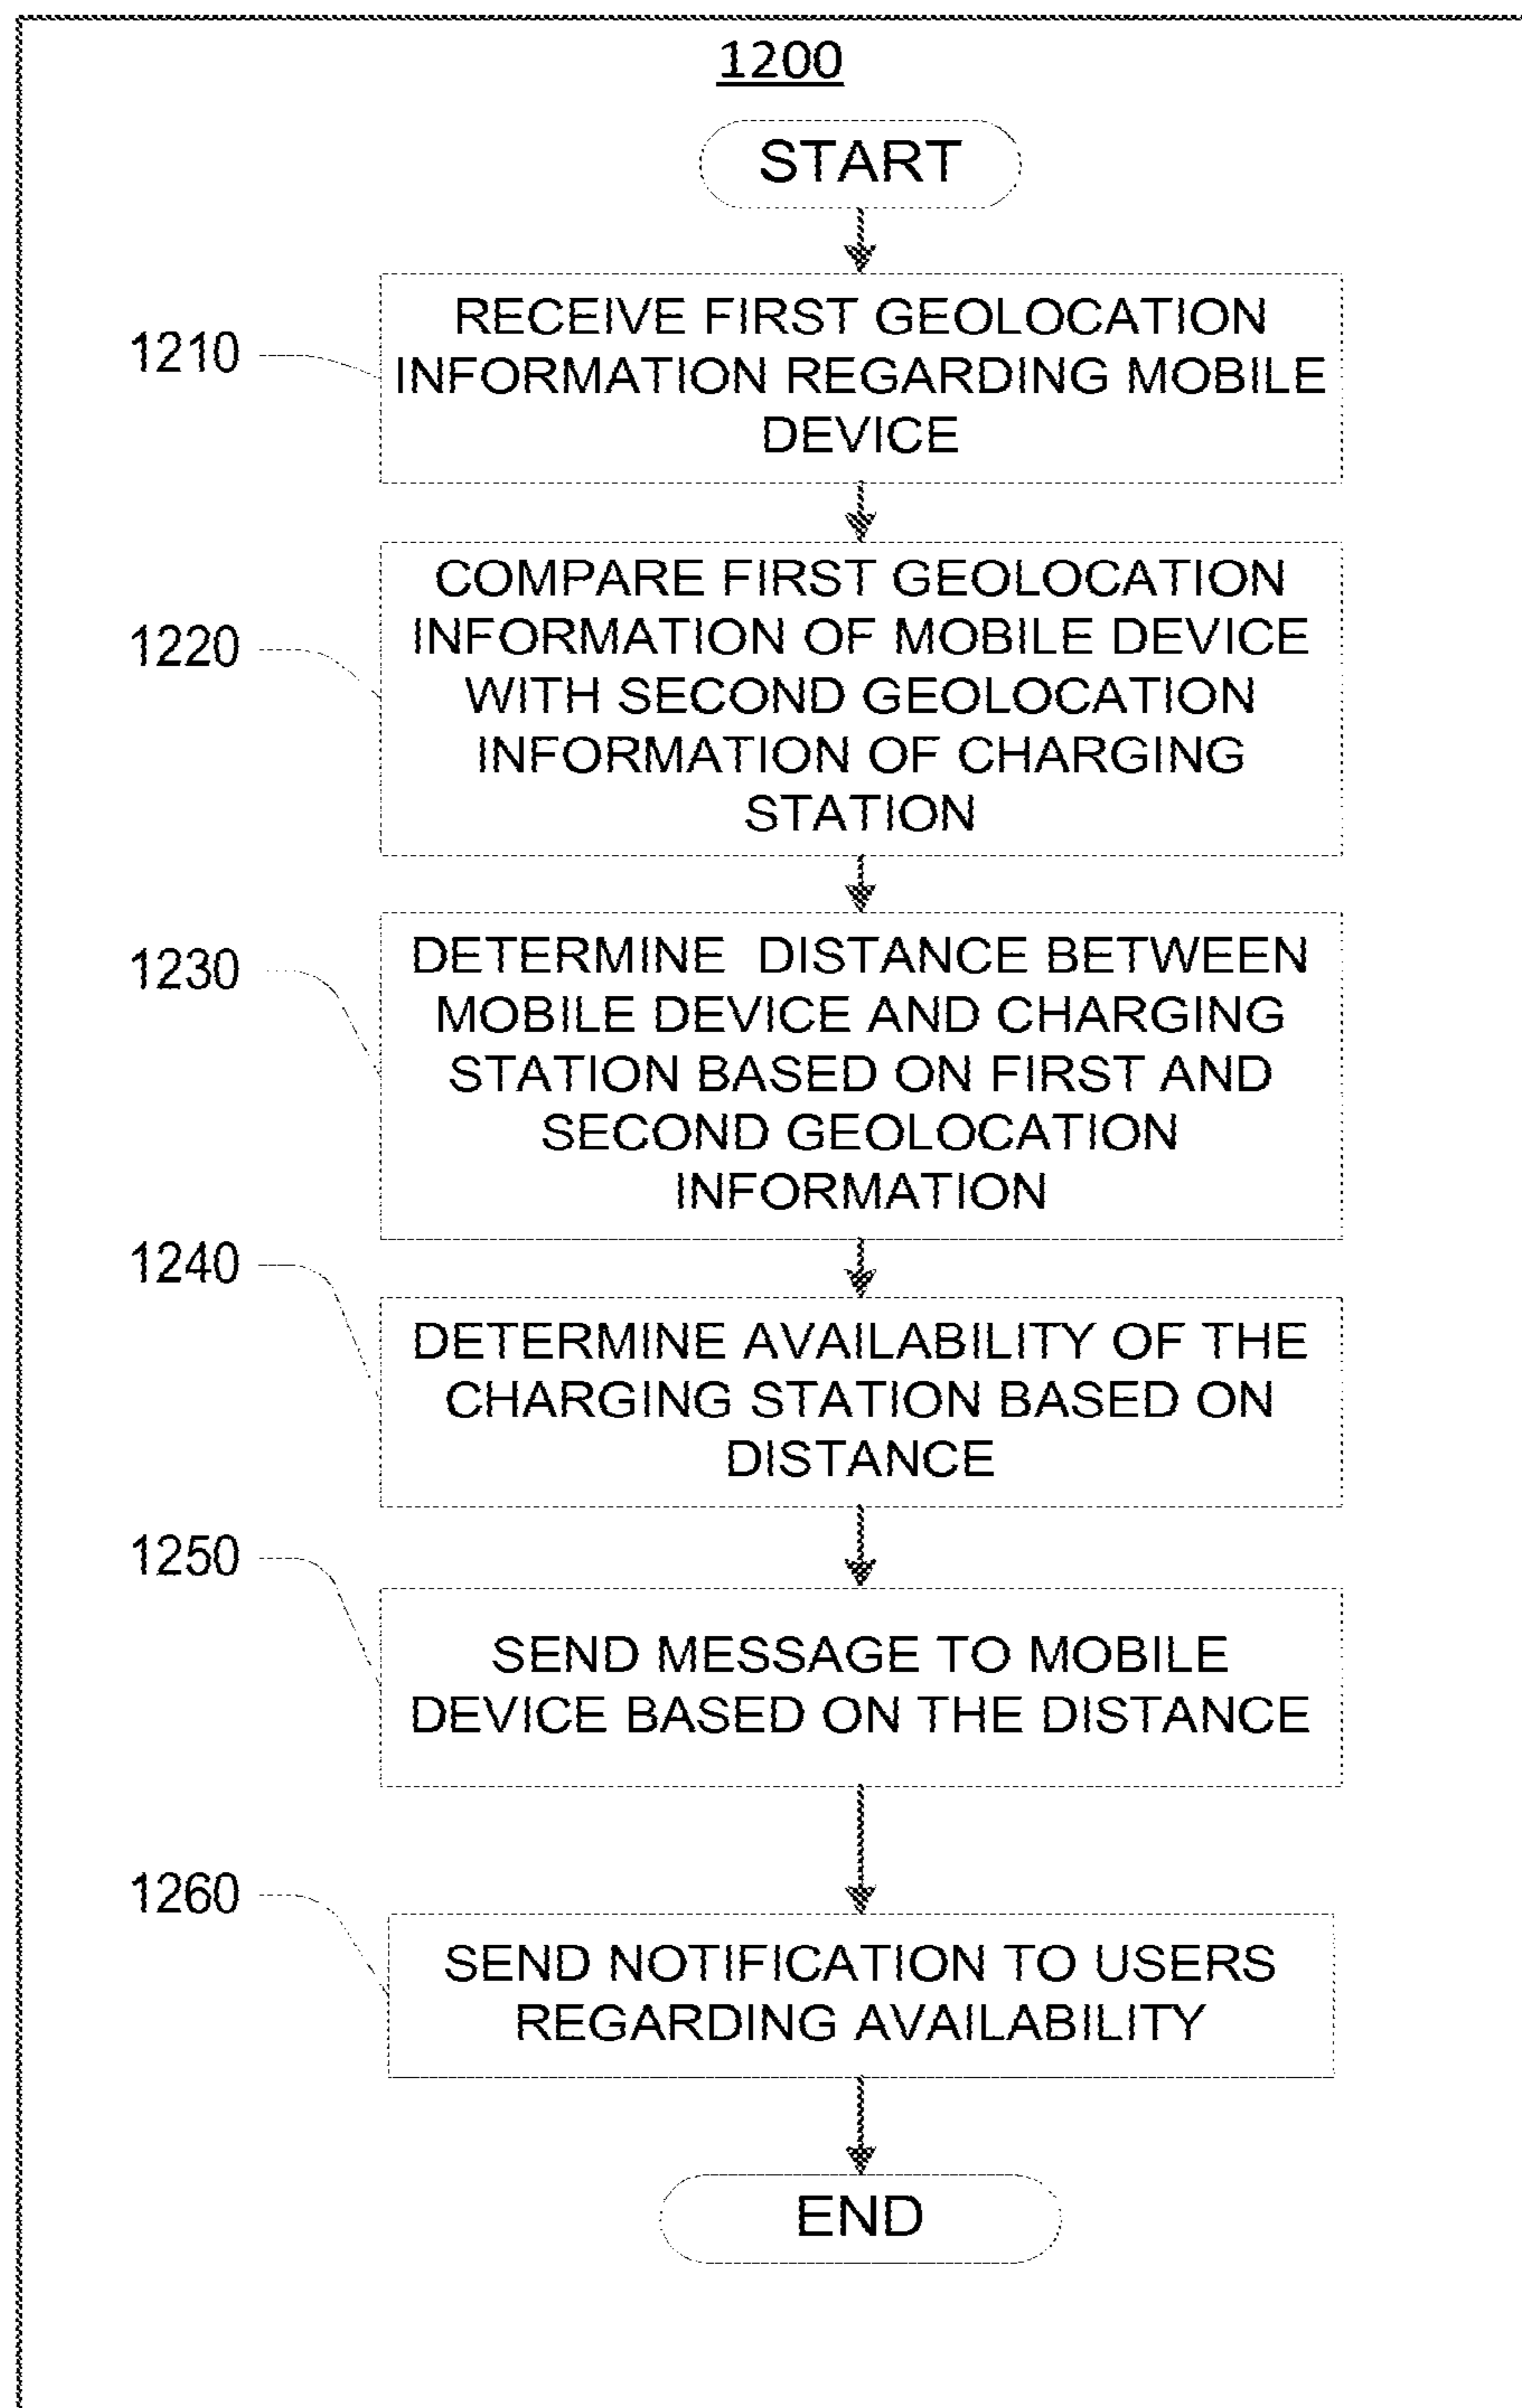 1200
START
1210
RECEIVE FIRST GEOLOCATION
INFORMATION REGARDING MOBILE
DEVICE
1220
COMPARE FIRST GEOLOCATION
INFORMATION OF MOBILE DEVICE
WITH SECOND GEOLOCATION
INFORMATION OF CHARGING
STATION
1230
DETERMINE DISTANCE BETWEEN
MOBILE DEVICE AND CHARGING
STATION BASED ON FIRST AND
SECOND GEOLOCATION
INFORMATION
1240
DETERMINE AVAILABILITY OF THE
CHARGING STATION BASED ON
DISTANCE
1250
SEND MESSAGE TO MOBILE
DEVICE BASED ON THE DISTANCE
1260
SEND NOTIFICATION TO USERS
REGARDING AVAILABILITY
END